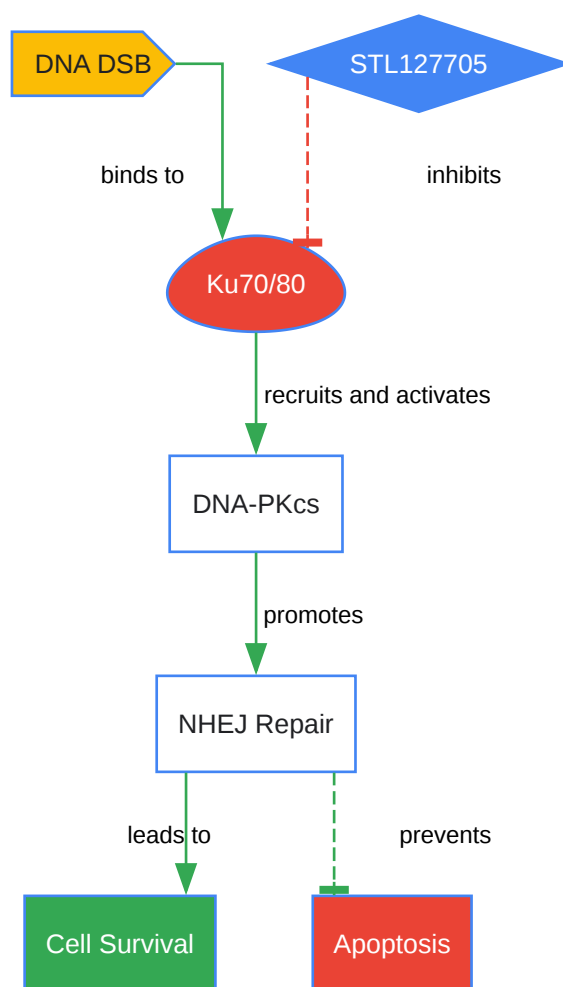 DNA DSB
STL127705
binds to
inhibits
Ku70/80
recruits and activates
DNA-PKcs
promotes
NHEJ Repair
leads to
prevents
Cell Survival
Apoptosis